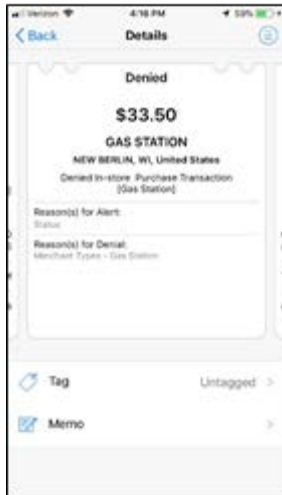 Verizon 4:16 PM 59%
Back Details
Denied
$33.50
GAS STATION
NEW BERLIN, WI, United States
Denied In-store Purchase Transaction
[Gas Station]
Reason(s) for Alert:
Status
Reason(s) for Denial:
Merchant Types - Gas Station
Tag Untagged
Memo